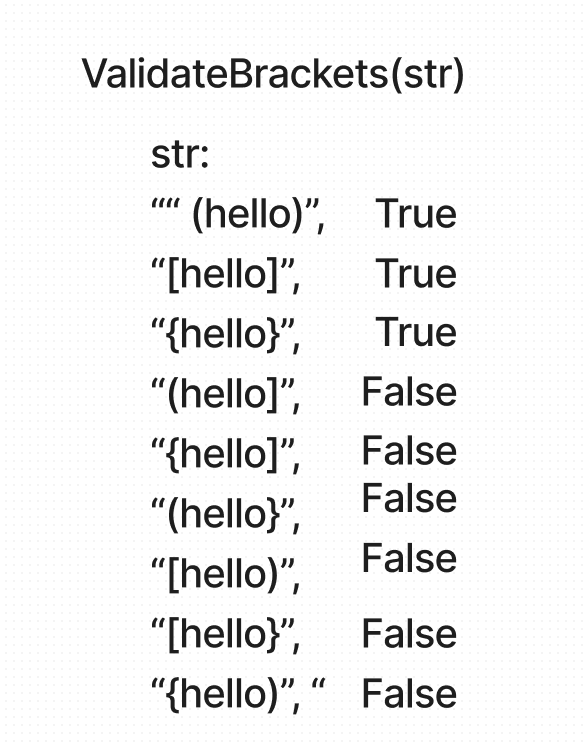 ValidateBrackets(str)
str:
““ (hello)”, True
“[hello]”, True
“{hello}”, True
“(hello]”, False
“{hello]”, False
“(hello}”, False
“[hello)”, False
“[hello}”, False
“{hello)”, “ False